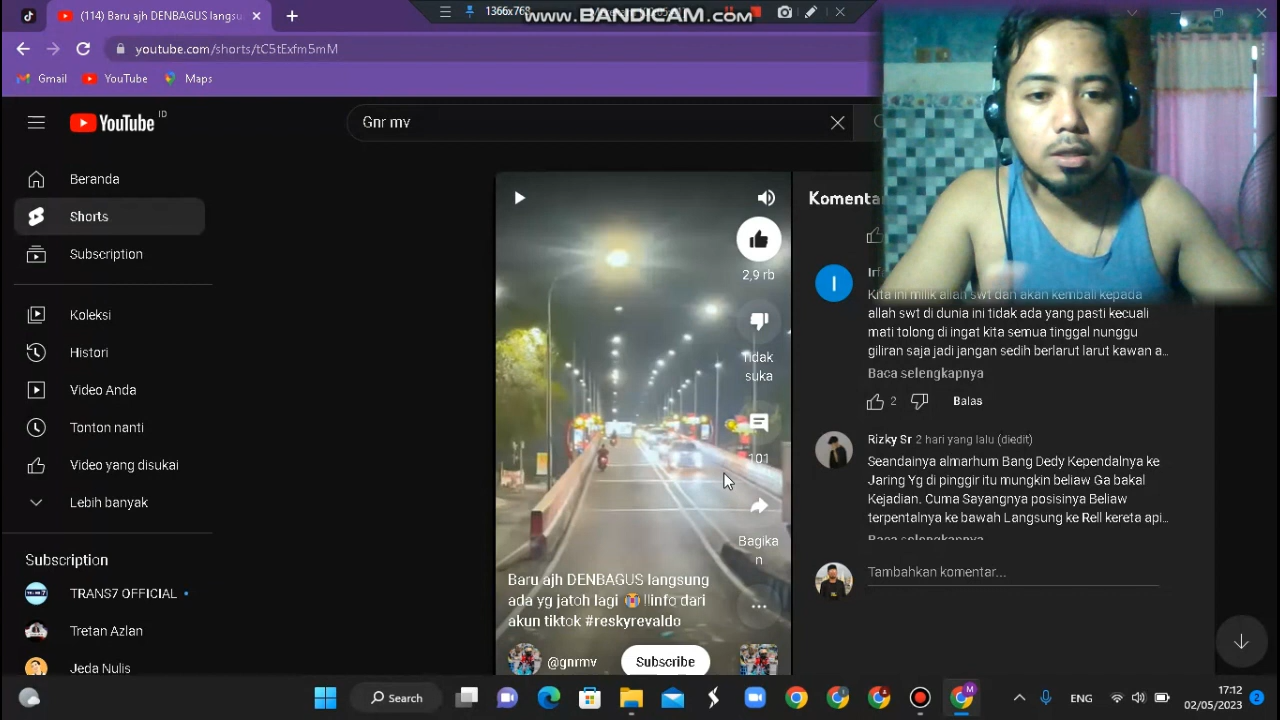 (114) Baru ajh DENBAGUS langsu
1366x768
www.BANDICAM.com
youtube.com/shorts/tC5tExfm5mM
Gmail
YouTube
Maps
YouTube ID
Gnr mv
Beranda
Shorts
Subscription
Koleksi
Histori
Video Anda
Tonton nanti
Video yang disukai
Lebih banyak
Subscription
TRANS7 OFFICIAL
Tretan Azlan
Jeda Nulis
2,9 rb
Tidak
suka
101
Bagika
n
Baru ajh DENBAGUS langsung
ada yg jatoh lagi 😭 !!info dari
akun tiktok #reskyrevaldo
@gnrmv
Subscribe
Komenta
I
Irf
Kita ini milik allah swt dan akan kembali kepada
allah swt di dunia ini tidak ada yang pasti kecuali
mati tolong di ingat kita semua tinggal nunggu
giliran saja jadi jangan sedih berlarut larut kawan a...
Baca selengkapnya
2
Balas
Rizky Sr 2 hari yang lalu (diedit)
Seandainya almarhum Bang Dedy Kependalnya ke
Jaring Yg di pinggir itu mungkin beliaw Ga bakal
Kejadian. Cuma Sayangnya posisinya Beliaw
terpentalnya ke bawah Langsung ke Rell kereta api...
Baca selengkapnya
Tambahkan komentar...
Search
M
ENG
17:12
02/05/2023
2